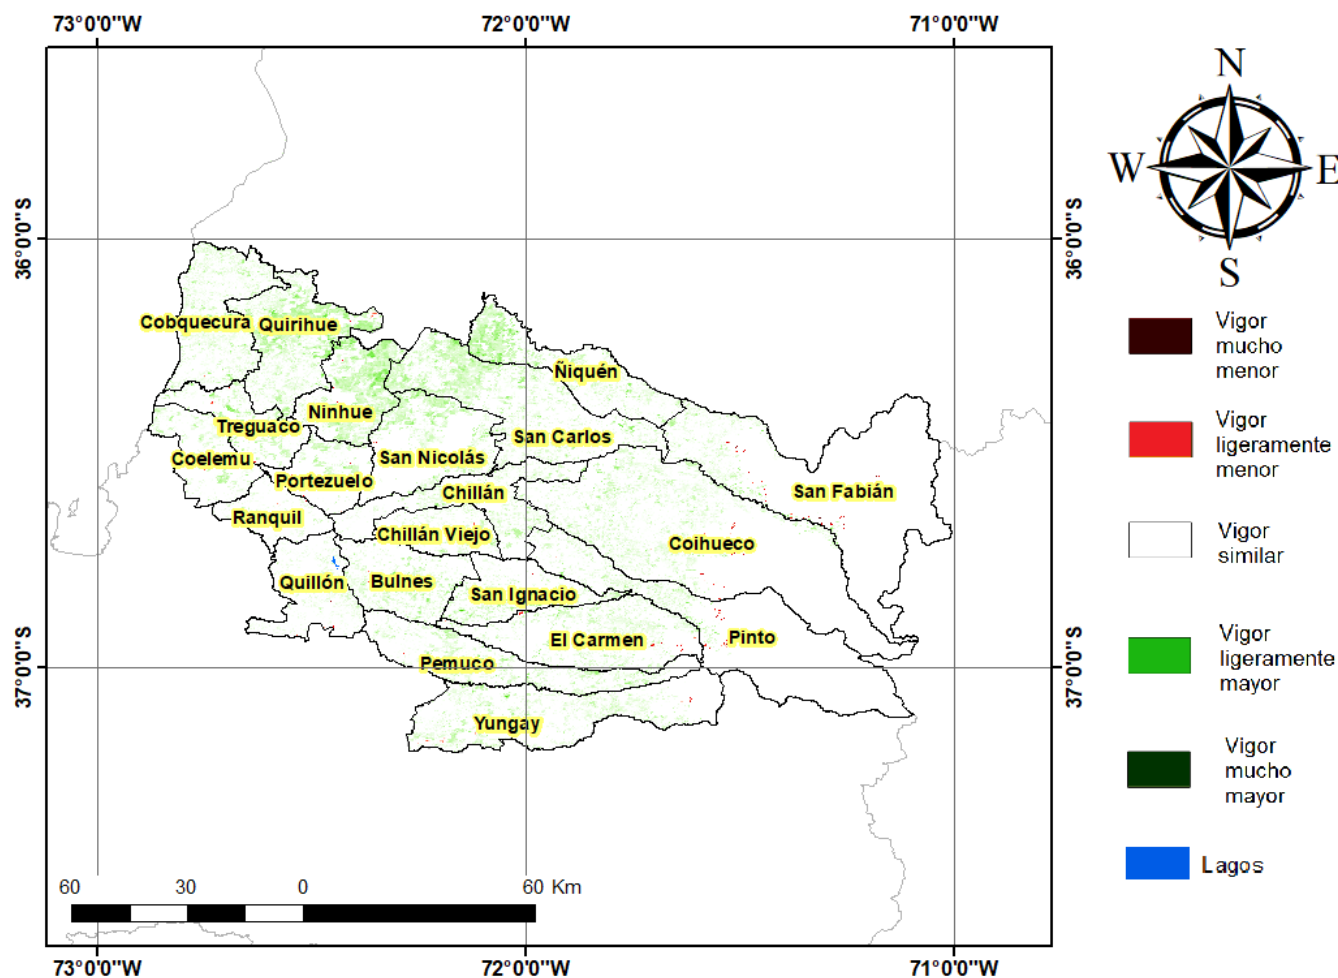 73°0'0"W 72°0'0"W 71°0'0"W
N
W E
S
36°0'0"S 36°0'0"S
Cobquecura Quirihue
Ñiquén
Ninhue
Treguaco San Carlos
Coelemu San Nicolás
Portezuelo
Chillán San Fabián
Ranquil
Chillán Viejo
Coihueco
Quillón Bulnes
San Ignacio
El Carmen Pinto
Pemuco
37°0'0"S 37°0'0"S
Yungay
60 30 0 60 Km
73°0'0"W 72°0'0"W 71°0'0"W
Vigor
mucho
menor
Vigor
ligeramente
menor
Vigor
similar
Vigor
ligeramente
mayor
Vigor
mucho
mayor
Lagos